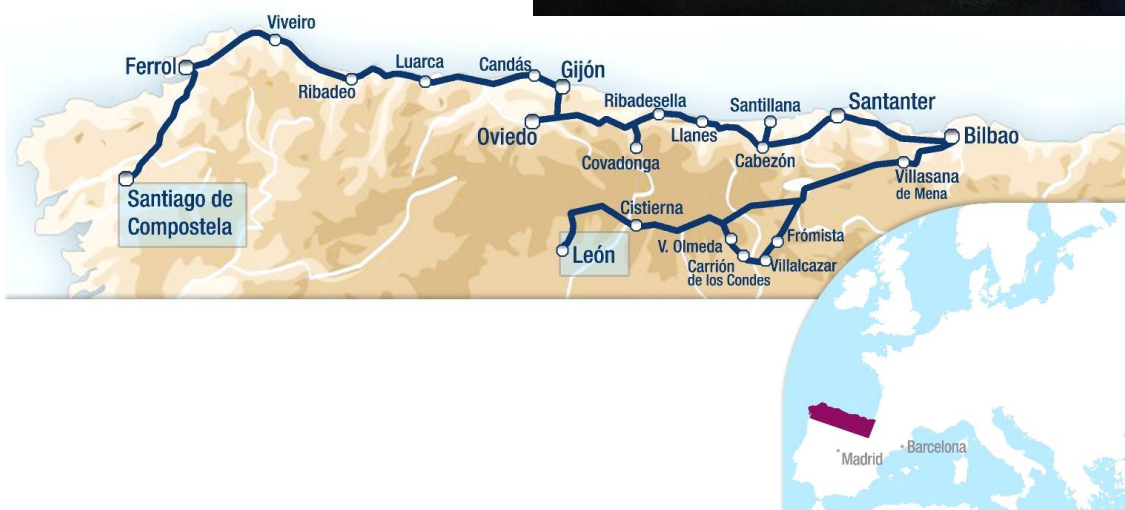 Viveiro
Ferrol
Ribadeo
Luarca
Candás
Gijón
Oviedo
Ribadesella
Covadonga
Llanes
Santillana
Cabezón
Santanter
Bilbao
Villasana
de Mena
Santiago de
Compostela
León
Cistierna
V. Olmeda
Carrión
de los Condes
Villalcazar
Frómista
Madrid
Barcelona